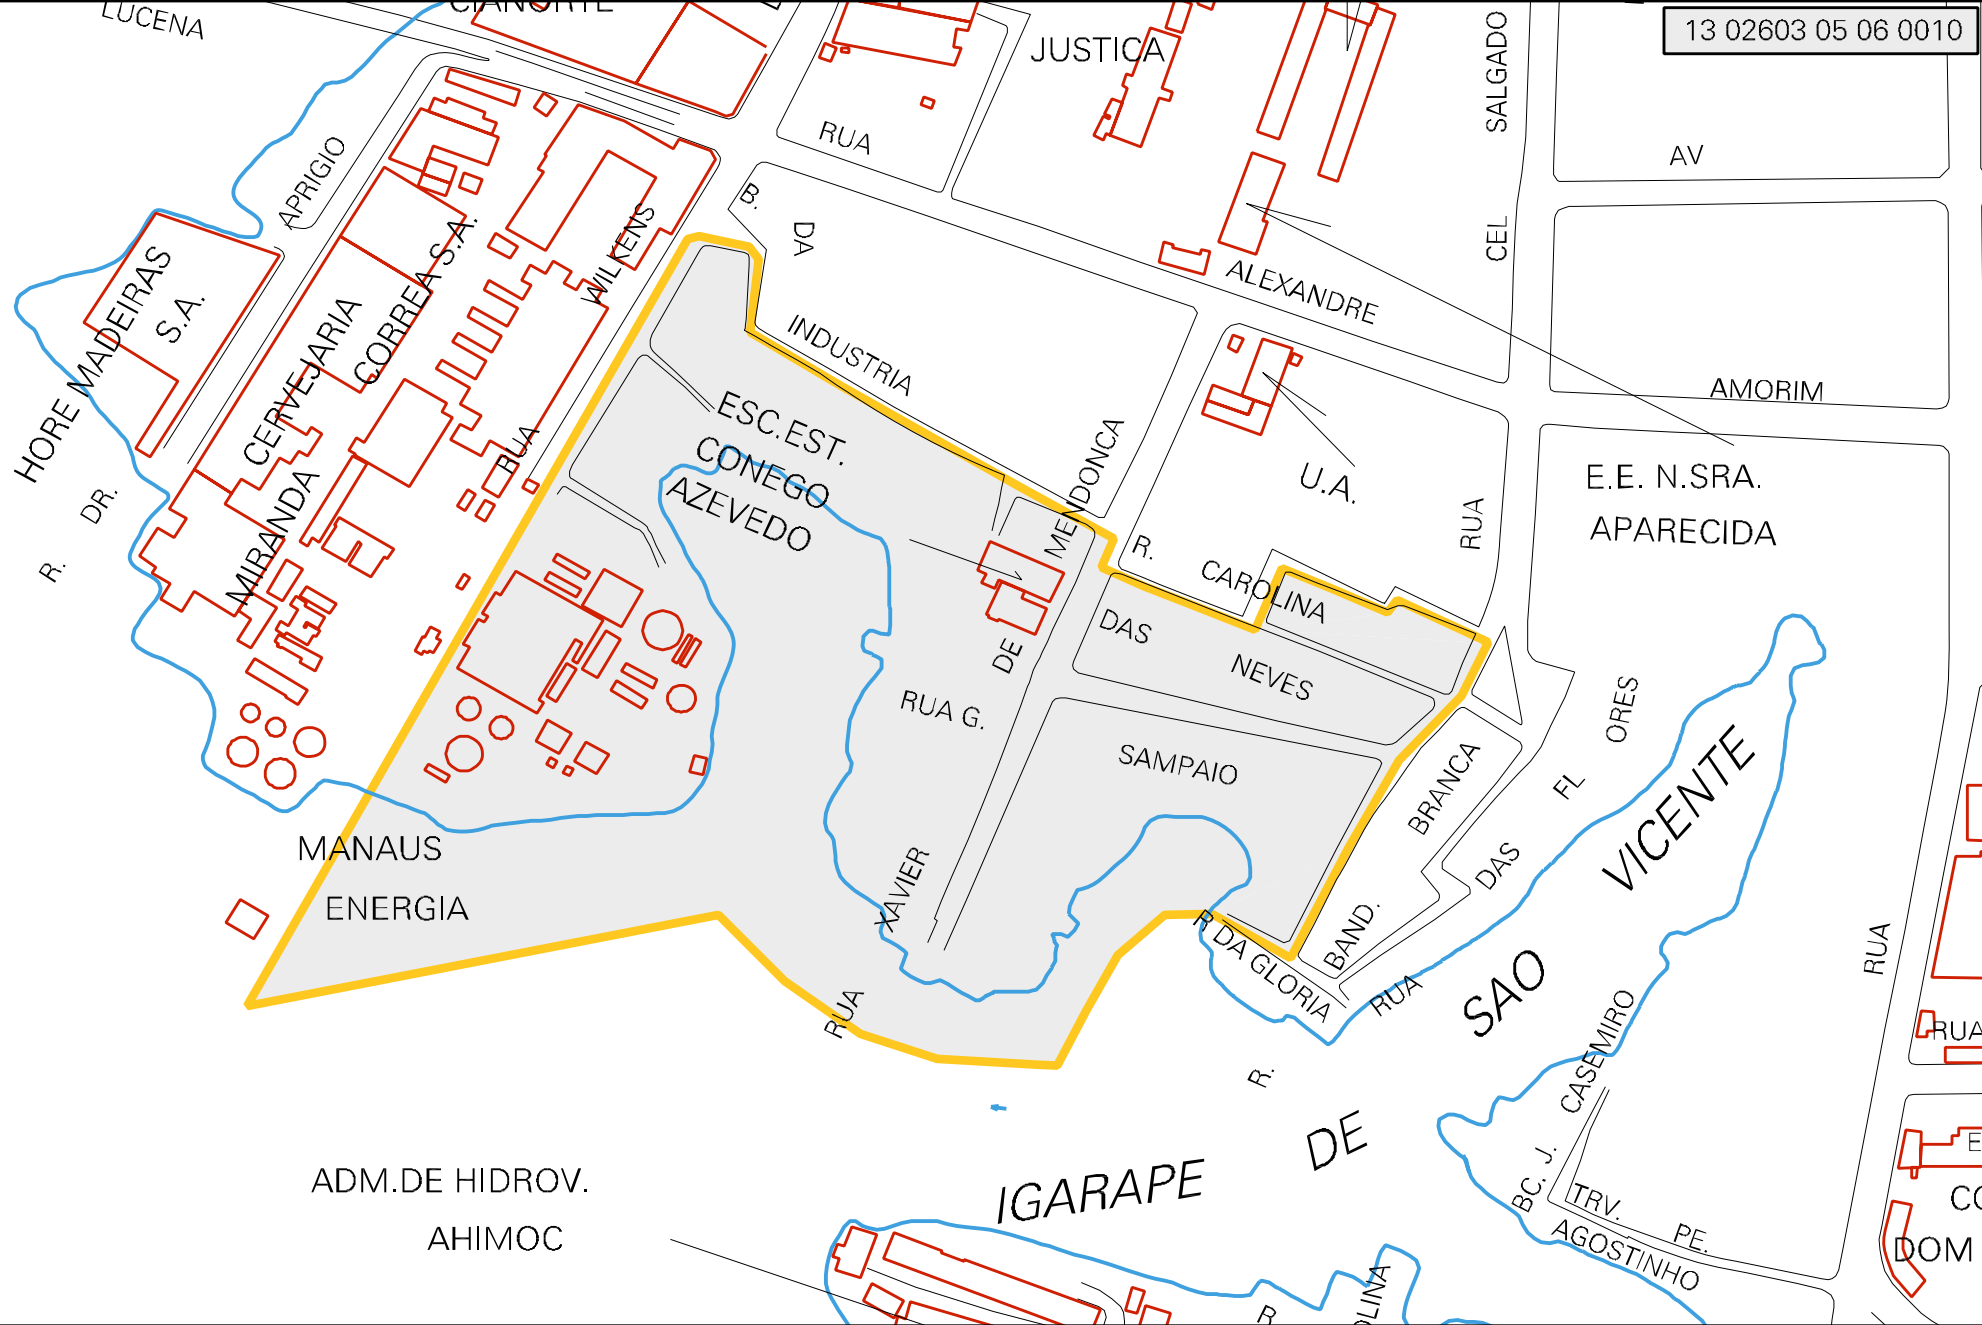 LUCENA
CIANORTE
JUSTICA
SALGADO
13 02603 05 06 0010
RUA
AV
APRIGIO
B.
DA
CEL
WILKENS
HORE MADEIRAS
S.A.
CERVEJARIA
CORREA S.A.
MIRANDA
ALEXANDRE
INDUSTRIA
AMORIM
ESC.EST.
CONEGO
AZEVEDO
MENDONCA
RUA
U.A.
RUA
E.E. N.SRA.
APARECIDA
R.
DR.
R.
CAROLINA
DAS
NEVES
DE
RUA G.
SAMPAIO
ORES
FL
DAS
BRANCA
BAND.
VICENTE
SAO
DE
IGARAPE
MANAUS
ENERGIA
XAVIER
RUA
R DA GLORIA
RUA
R.
RUA
RUA
CASEMIRO
BC. J.
TRV.
PE.
AGOSTINHO
E
CO
DOM
ADM.DE HIDROV.
AHIMOC
R.
OLINA